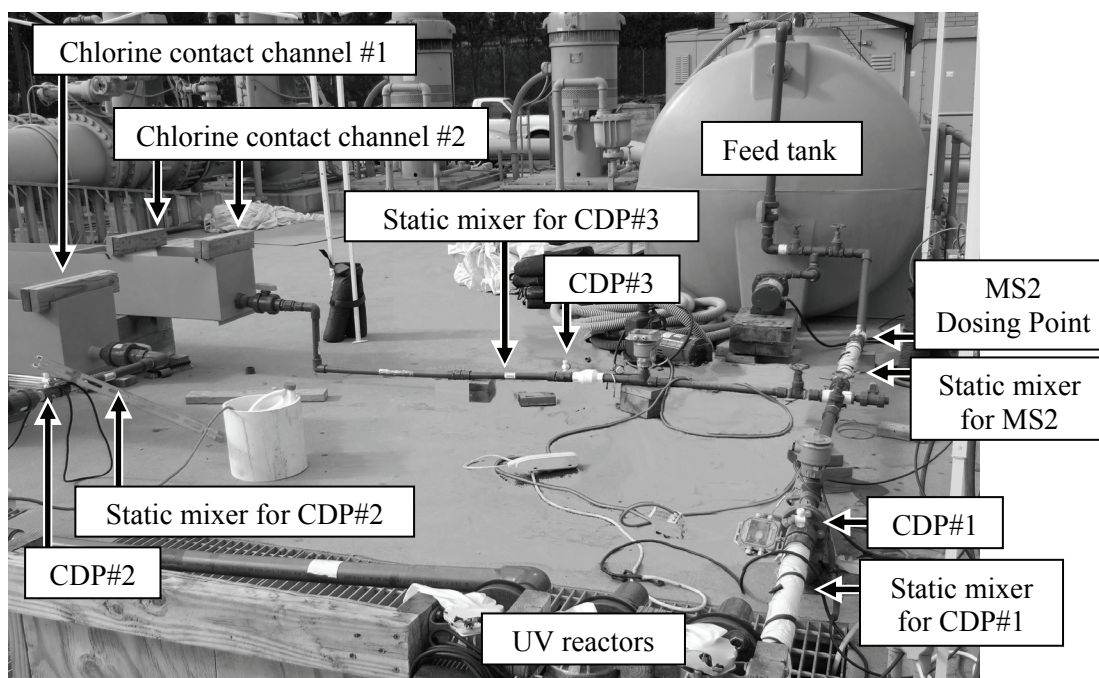 Chlorine contact channel #1
Chlorine contact channel #2
Feed tank
Static mixer for CDP#3
CDP#3
MS2
Dosing Point
Static mixer
for MS2
Static mixer for CDP#2
CDP#1
CDP#2
Static mixer
for CDP#1
UV reactors